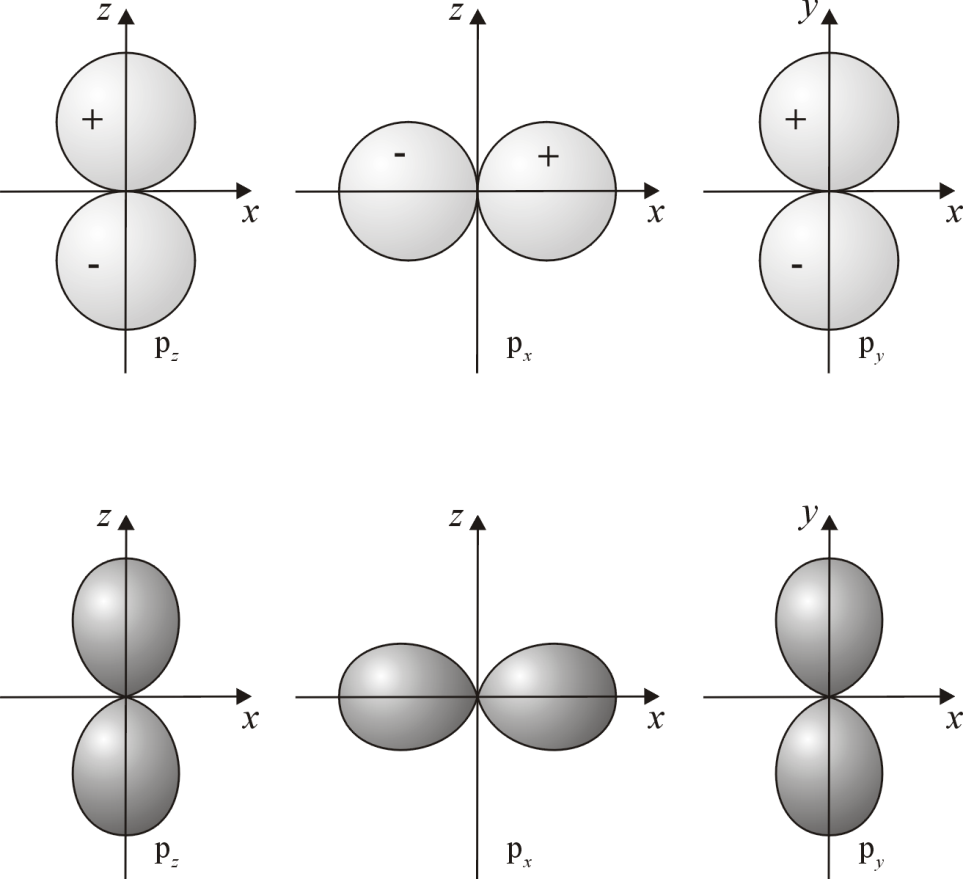 z z y
+ - + +
x x x
- -
p_z p_x p_y
z z y
x x x
p_z p_x p_y